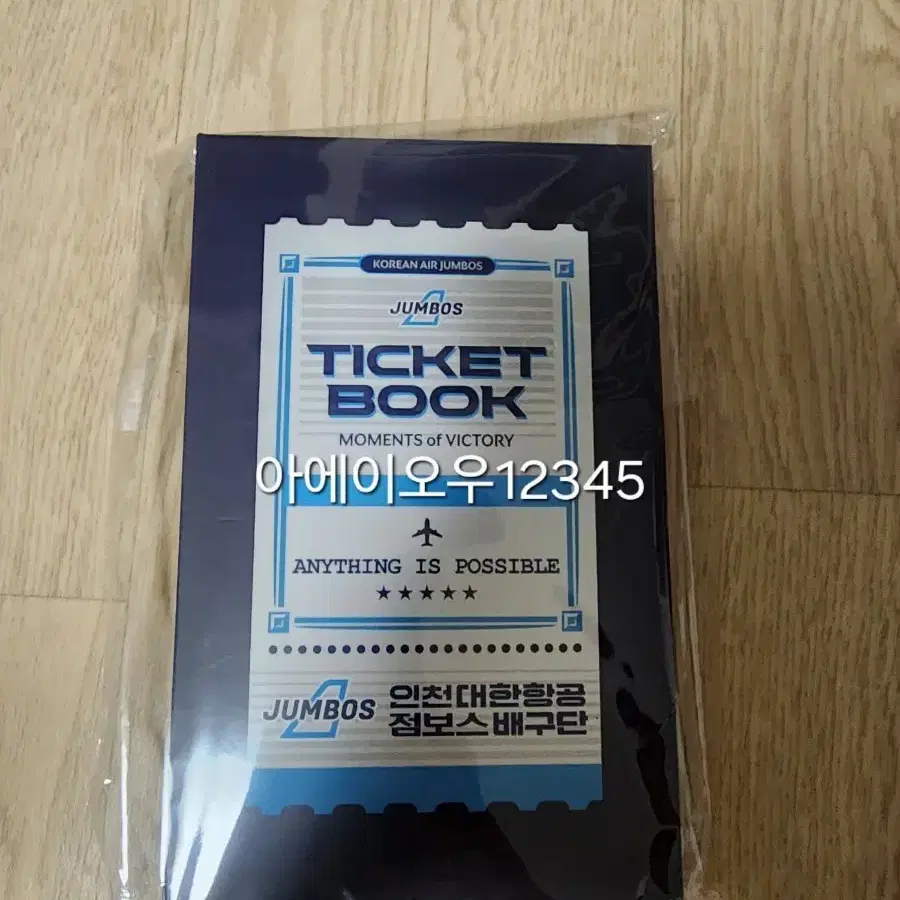 KOREAN AIR JUMBOS
JUMBOS
TICKET
BOOK
MOMENTS of VICTORY
아에이오우12345
ANYTHING IS POSSIBLE
★★★★★
JUMBOS
인천대한항공
점보스배구단